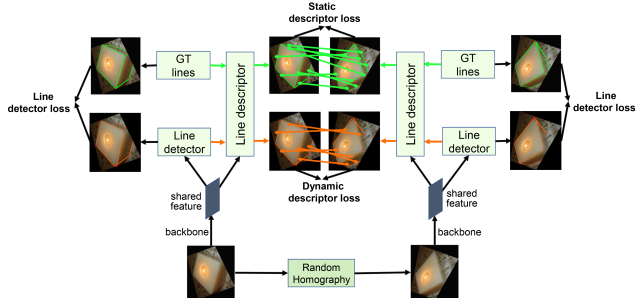 Static
descriptor loss
GT
lines
Line descriptor
Line descriptor
GT
lines
Line
detector loss
Line
detector loss
Line
detector
Line
detector
Dynamic
descriptor loss
shared
feature
shared
feature
backbone
backbone
Random
Homography